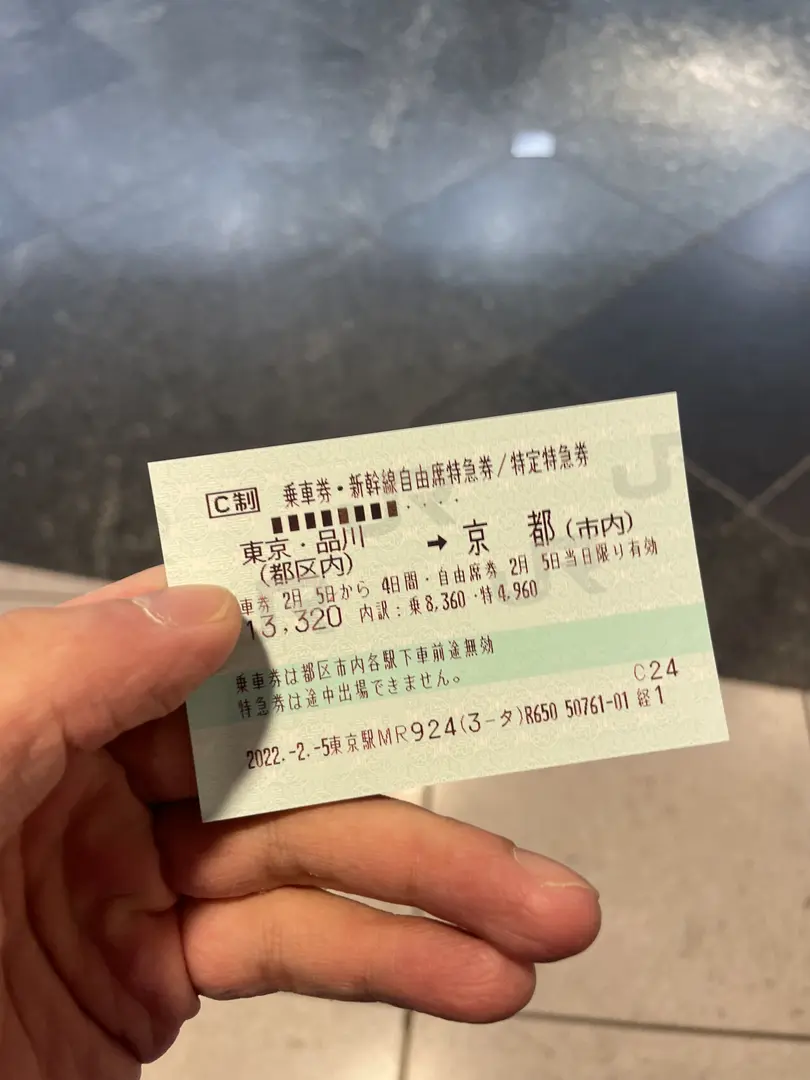 C制 乗車券・新幹線自由席特急券/特定特急券
■■■■■■■■・・・・
東京・品川 → 京都(市内)
(都区内)
車券 2月 5日から 4日間・自由席券 2月 5日当日限り有効
13,320 内訳:乗8,360・特4,960
乗車券は都区市内各駅下車前途無効
特急券は途中出場できません。
C24
2022.-2.-5東京駅MR924(3-タ)R650 50761-01 経1